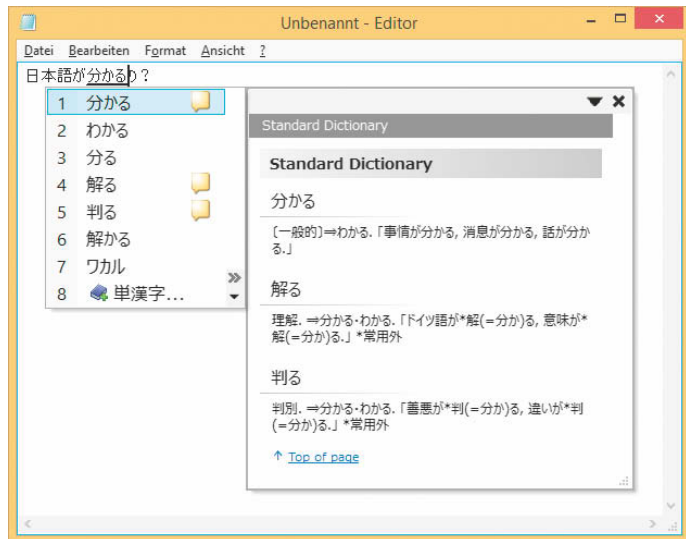 Unbenannt - Editor
Datei Bearbeiten Format Ansicht ?
日本語が分かるの？
1 分かる
2 わかる
3 分る
4 解る
5 判る
6 解かる
7 ワカル
8 単漢字...
Standard Dictionary
Standard Dictionary
分かる
〔一般的〕⇒わかる.「事情が分かる, 消息が分かる, 話が分か
る.」
解る
理解. ⇒分かる・わかる.「ドイツ語が*解(=分か)る, 意味が*
解(=分か)る.」*常用外
判る
判別. ⇒分かる・わかる.「善悪が*判(=分か)る, 違いが*判
(=分か)る.」*常用外
↑ Top of page